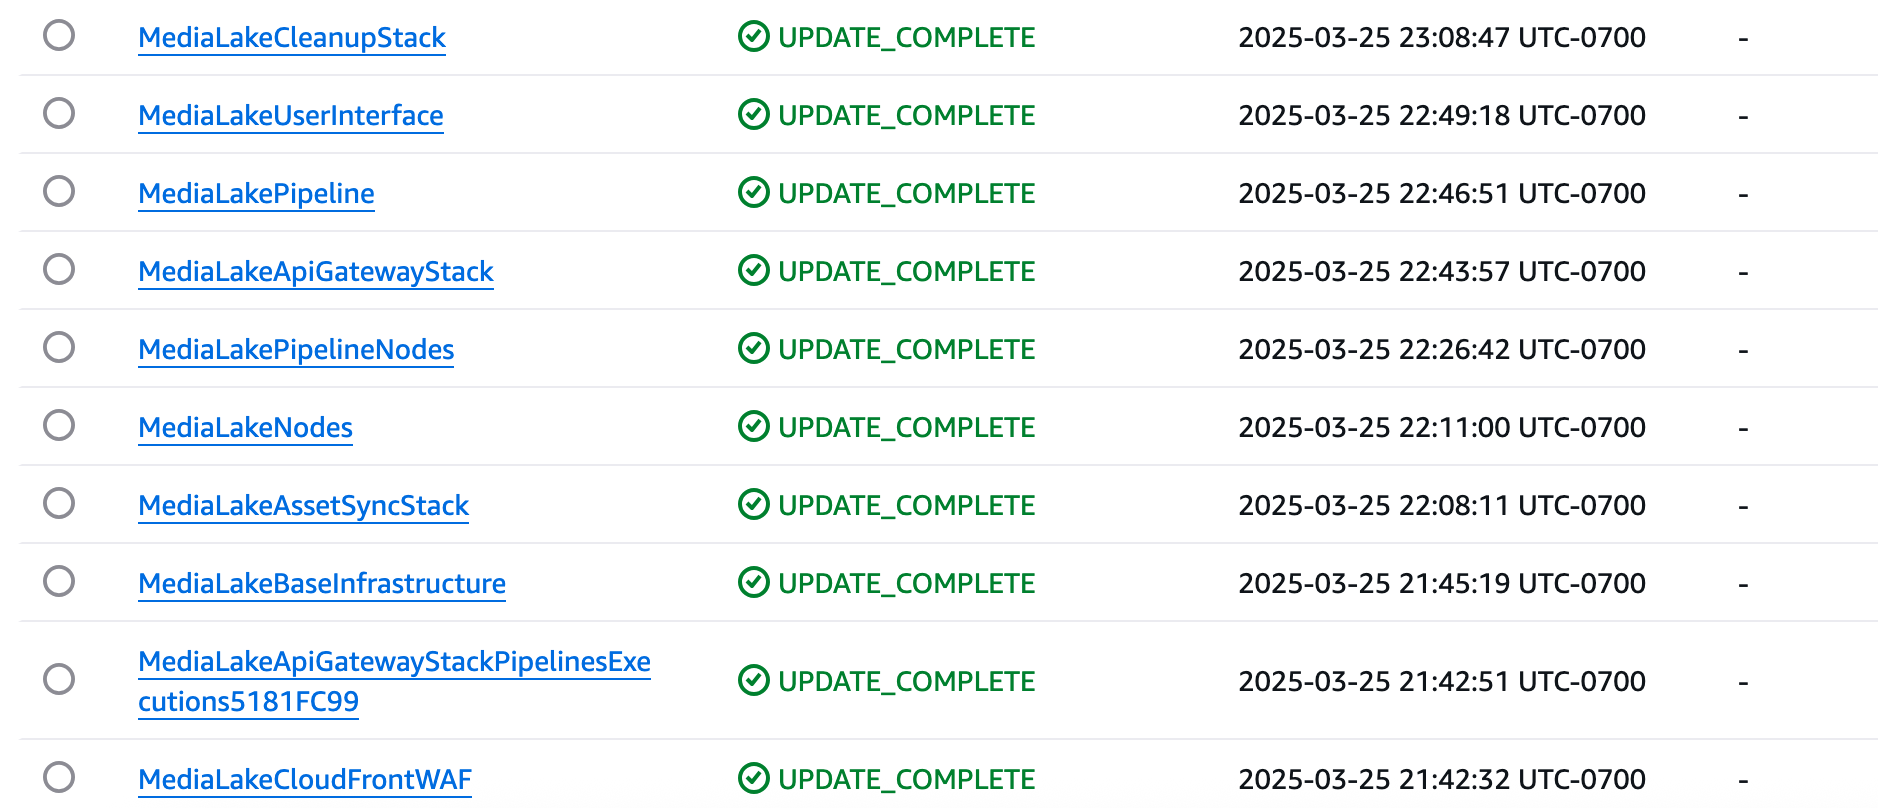 MediaLakeCleanupStack UPDATE_COMPLETE 2025-03-25 23:08:47 UTC-0700 -
MediaLakeUserInterface UPDATE_COMPLETE 2025-03-25 22:49:18 UTC-0700 -
MediaLakePipeline UPDATE_COMPLETE 2025-03-25 22:46:51 UTC-0700 -
MediaLakeApiGatewayStack UPDATE_COMPLETE 2025-03-25 22:43:57 UTC-0700 -
MediaLakePipelineNodes UPDATE_COMPLETE 2025-03-25 22:26:42 UTC-0700 -
MediaLakeNodes UPDATE_COMPLETE 2025-03-25 22:11:00 UTC-0700 -
MediaLakeAssetSyncStack UPDATE_COMPLETE 2025-03-25 22:08:11 UTC-0700 -
MediaLakeBaseInfrastructure UPDATE_COMPLETE 2025-03-25 21:45:19 UTC-0700 -
MediaLakeApiGatewayStackPipelinesExe
cutions5181FC99 UPDATE_COMPLETE 2025-03-25 21:42:51 UTC-0700 -
MediaLakeCloudFrontWAF UPDATE_COMPLETE 2025-03-25 21:42:32 UTC-0700 -